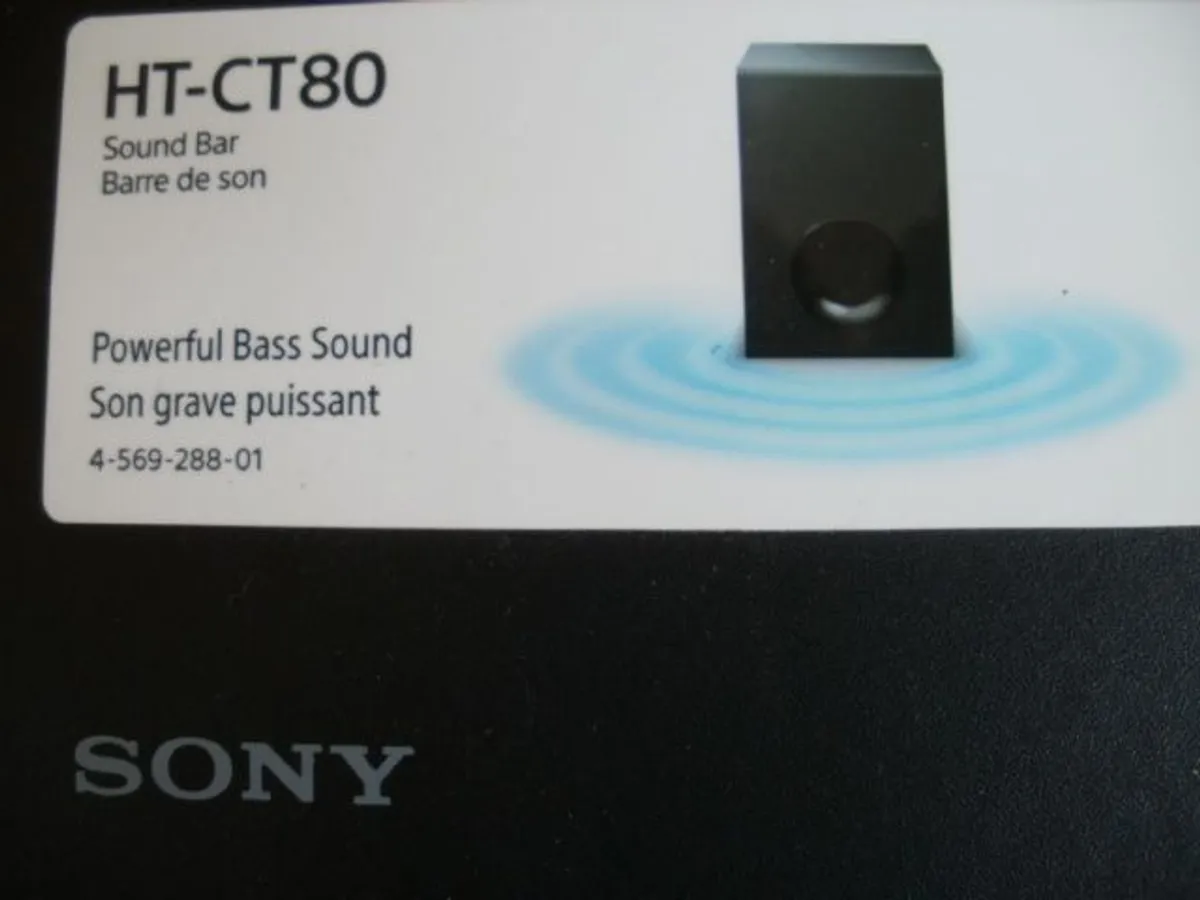 HT-CT80
Sound Bar
Barre de son
Powerful Bass Sound
Son grave puissant
4-569-288-01
SONY